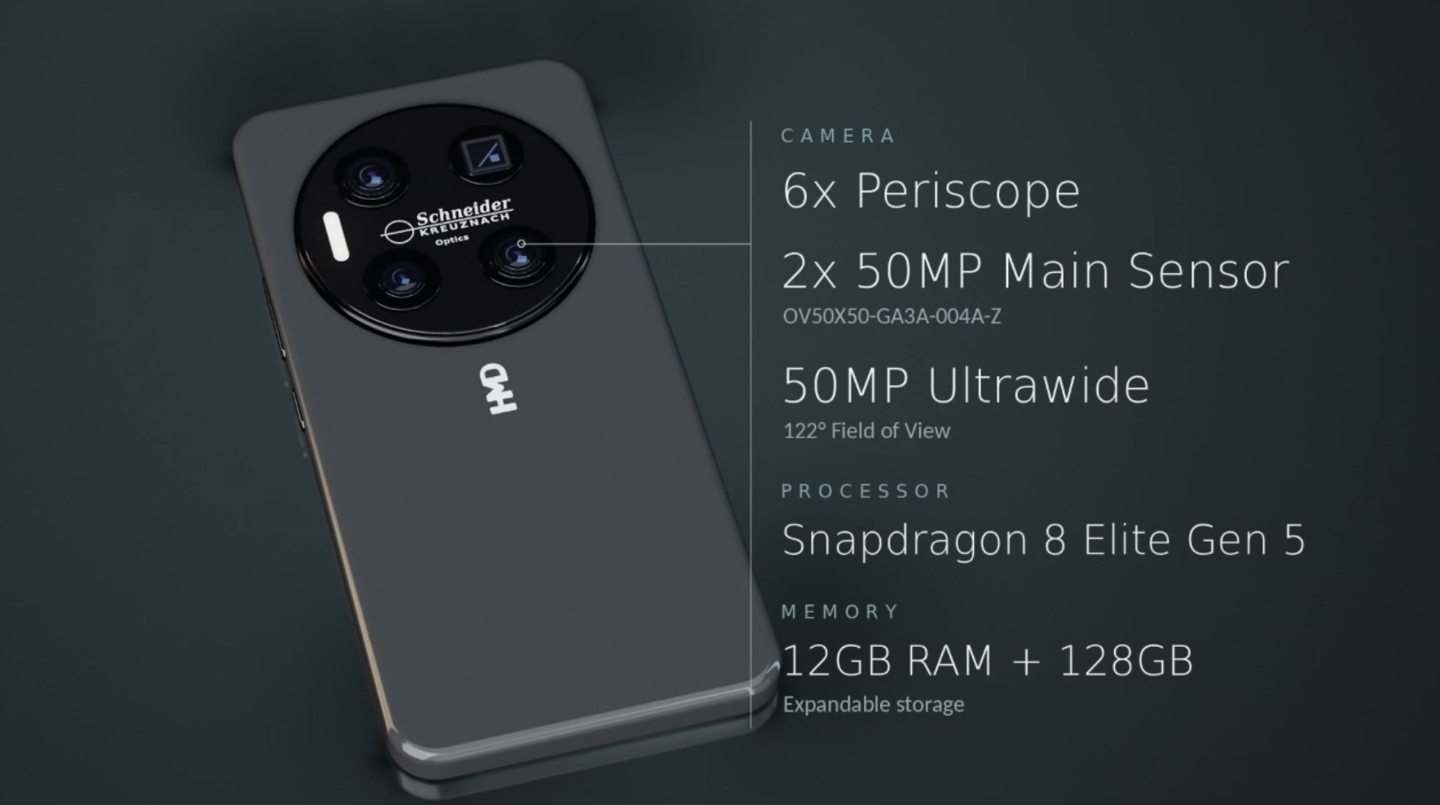 Schneider
KREUZNACH
Optics
HMD
CAMERA
6x Periscope
2x 50MP Main Sensor
OV50X50-GA3A-004A-Z
50MP Ultrawide
122° Field of View
PROCESSOR
Snapdragon 8 Elite Gen 5
MEMORY
12GB RAM + 128GB
Expandable storage